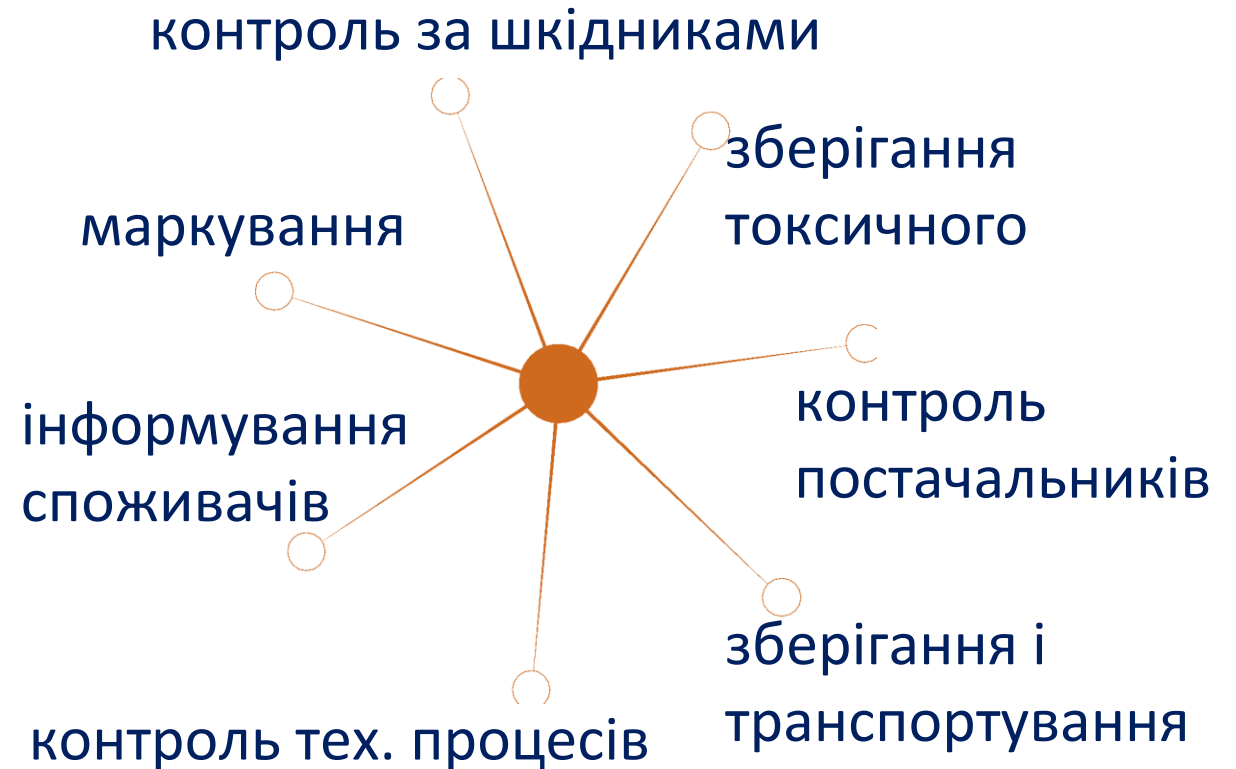 контроль за шкідниками
зберігання
токсичного
маркування
контроль
постачальників
інформування
споживачів
зберігання і
транспортування
контроль тех. процесів